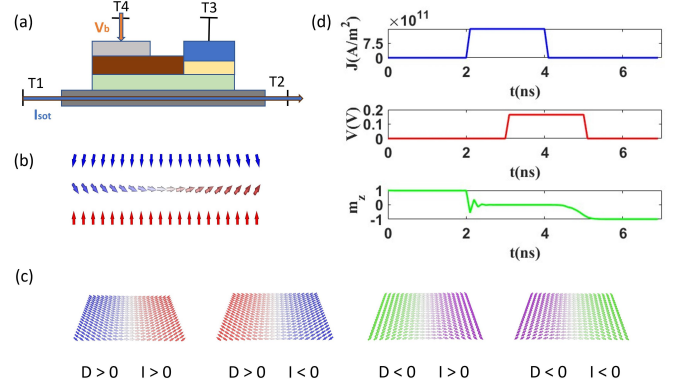 (a)
T4
T3
V_b
T1
T2
I_sot
(b)
(c)
D > 0 I > 0
D > 0 I < 0
D < 0 I > 0
D < 0 I < 0
(d)
×10^11
J(A/m²)
7.5
0
0 2 4 6
t(ns)
V(V)
0.2
0.1
0
0 2 4 6
t(ns)
m_z
1
0
-1
0 2 4 6
t(ns)